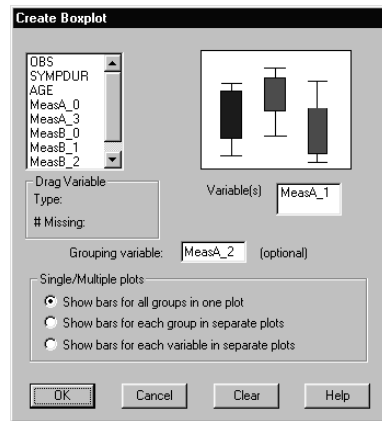 Create Boxplot
OBS
SYMPDUR
AGE
MeasA_0
MeasA_3
MeasB_0
MeasB_1
MeasB_2
Drag Variable
Type:
# Missing:
Variable(s)
MeasA_1
Grouping variable:
MeasA_2
(optional)
Single/Multiple plots
Show bars for all groups in one plot
Show bars for each group in separate plots
Show bars for each variable in separate plots
OK
Cancel
Clear
Help